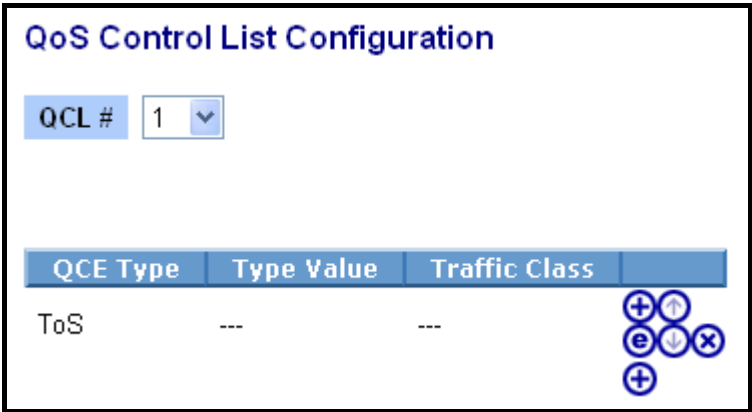 QoS Control List Configuration
QCL # 1
QCE Type Type Value Traffic Class
ToS --- ---
e